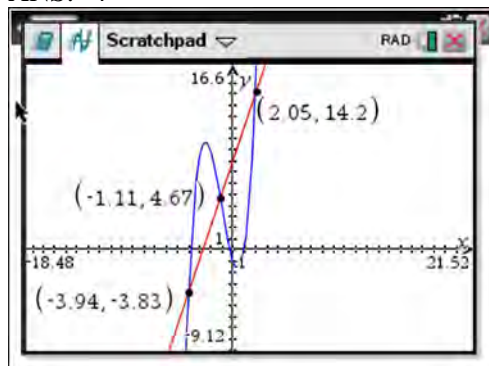 Scratchpad
RAD
16.6 y
(2.05, 14.2)
(-1.11, 4.67)
1
x
-18.48
1
21.52
(-3.94, -3.83)
-9.12